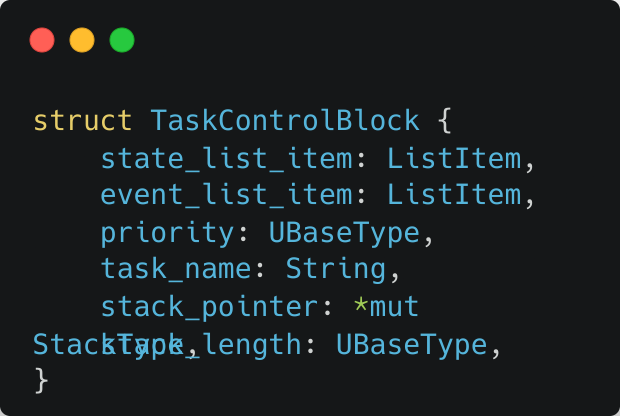 struct TaskControlBlock {
    state_list_item: ListItem,
    event_list_item: ListItem,
    priority: UBaseType,
    task_name: String,
    stack_pointer: *mut
StackType,
    stack_length: UBaseType,
}